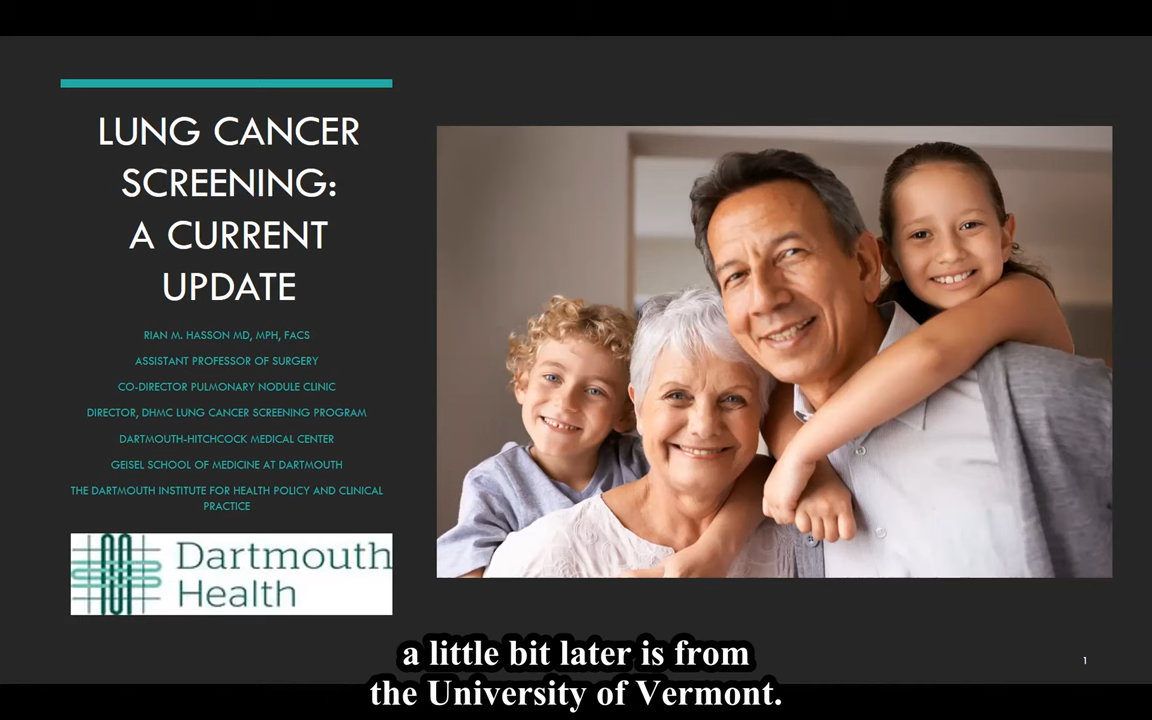 LUNG CANCER
SCREENING:
A CURRENT
UPDATE
RIAN M. HASSON MD, MPH, FACS
ASSISTANT PROFESSOR OF SURGERY
CO-DIRECTOR PULMONARY NODULE CLINIC
DIRECTOR, DHMC LUNG CANCER SCREENING PROGRAM
DARTMOUTH-HITCHCOCK MEDICAL CENTER
GEISEL SCHOOL OF MEDICINE AT DARTMOUTH
THE DARTMOUTH INSTITUTE FOR HEALTH POLICY AND CLINICAL
PRACTICE
Dartmouth
Health
a little bit later is from
the University of Vermont.
1